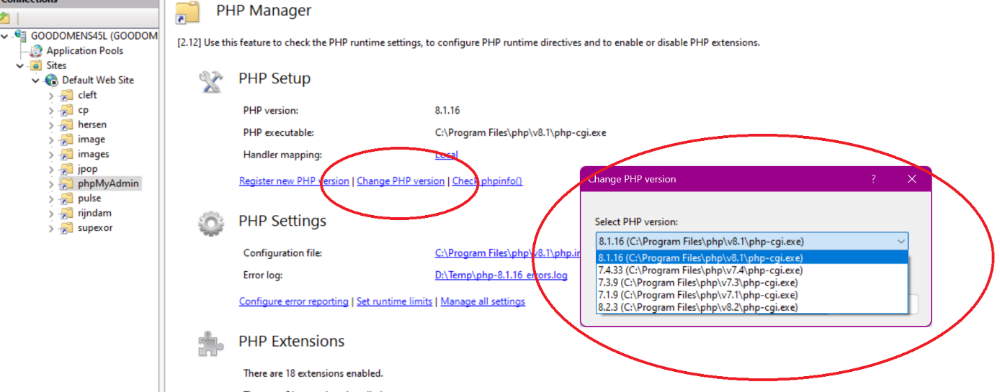 Connections
GOODOMENS45L (GOODOM
Application Pools
Sites
Default Web Site
cleft
cp
hersen
image
images
jpop
phpMyAdmin
pulse
rijndam
supexor
PHP Manager
[2.12] Use this feature to check the PHP runtime settings, to configure PHP runtime directives and to enable or disable PHP extensions.
PHP Setup
PHP version: 8.1.16
PHP executable: C:\Program Files\php\v8.1\php-cgi.exe
Handler mapping: Local
Register new PHP version | Change PHP version | Check phpinfo()
PHP Settings
Configuration file: C:\Program Files\php\v8.1\php.in
Error log: D:\Temp\php-8.1.16_errors.log
Configure error reporting | Set runtime limits | Manage all settings
PHP Extensions
There are 18 extensions enabled.
Change PHP version ?
Select PHP version:
8.1.16 (C:\Program Files\php\v8.1\php-cgi.exe)
8.1.16 (C:\Program Files\php\v8.1\php-cgi.exe)
7.4.33 (C:\Program Files\php\v7.4\php-cgi.exe)
7.3.9 (C:\Program Files\php\v7.3\php-cgi.exe)
7.1.9 (C:\Program Files\php\v7.1\php-cgi.exe)
8.2.3 (C:\Program Files\php\v8.2\php-cgi.exe)